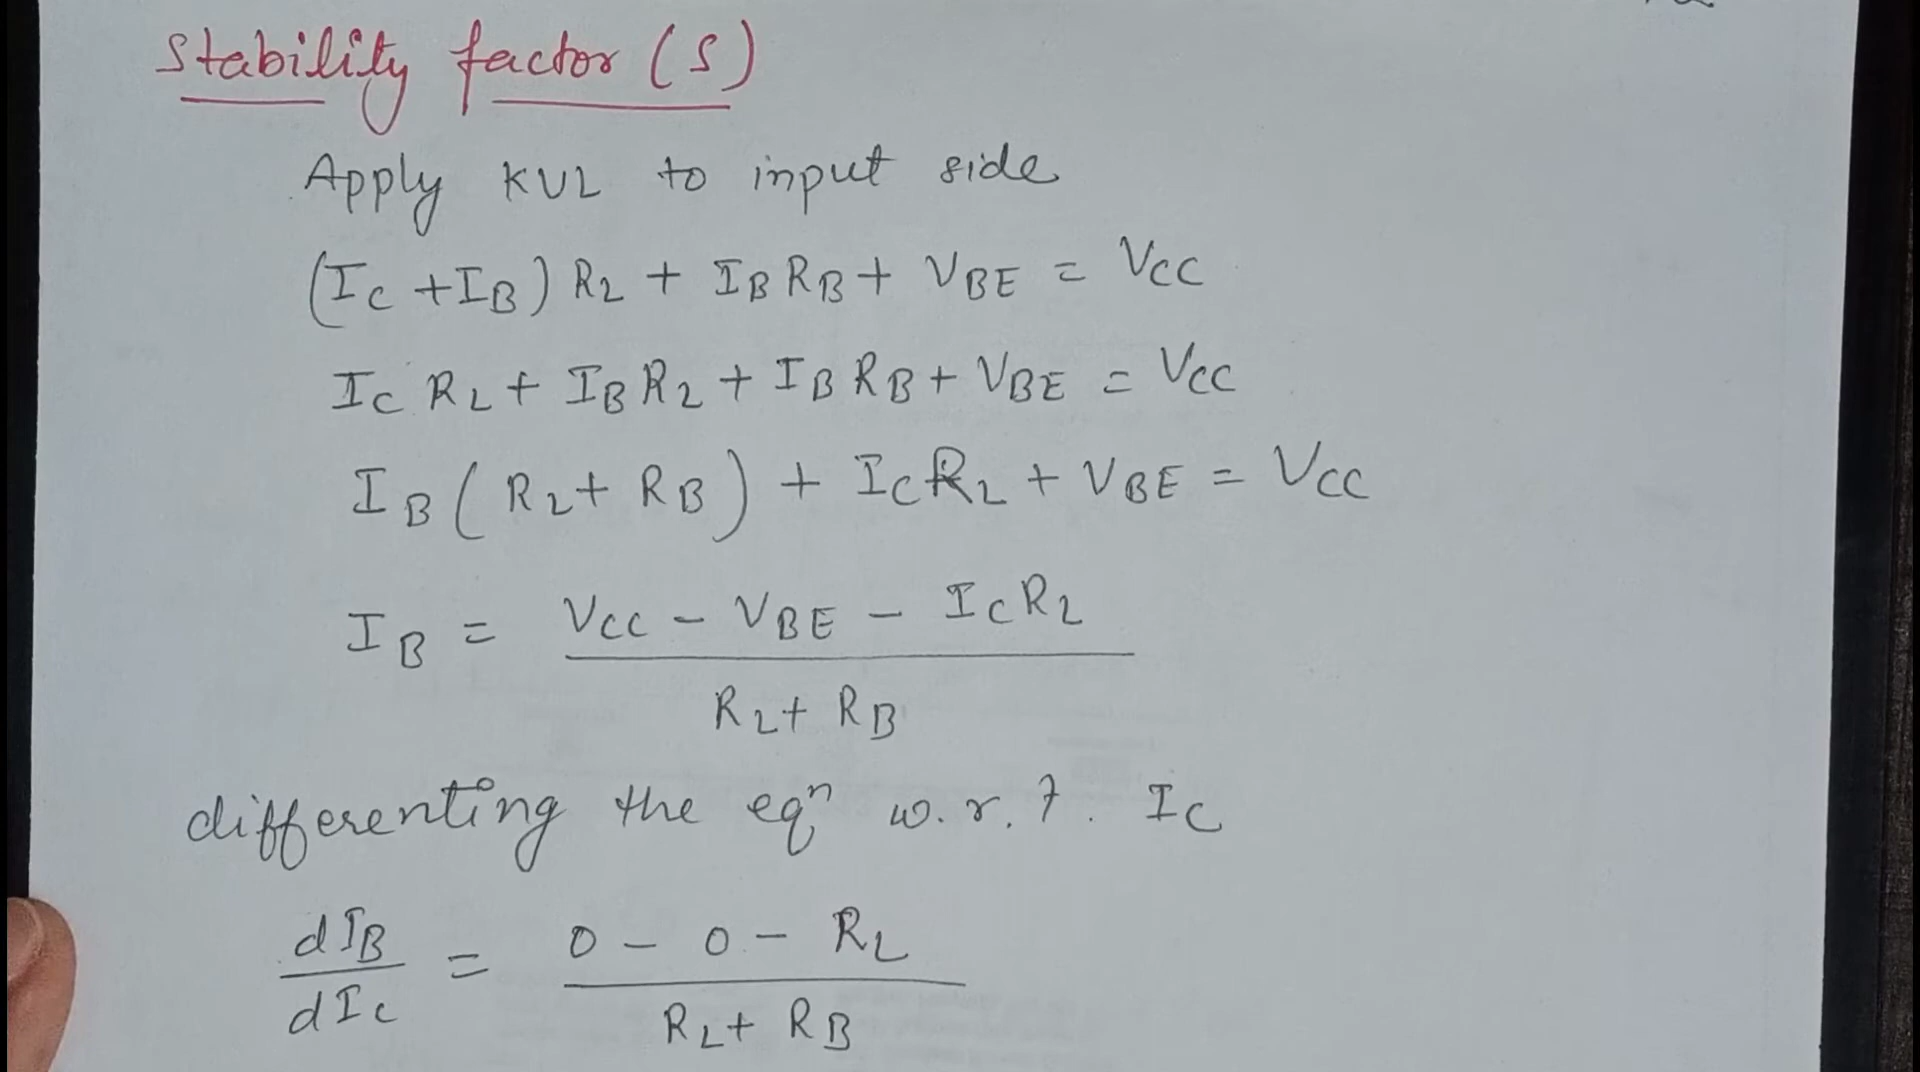 Stability factor (S)
Apply KVL to input side
(IC + IB) RL + IB RB + VBE = VCC
IC RL + IB RL + IB RB + VBE = VCC
IB ( RL + RB ) + IC RL + VBE = VCC
IB = VCC - VBE - IC RL
RL + RB
differenting the eqn w.r.t. IC
dIB = 0 - 0 - RL
dIC RL + RB